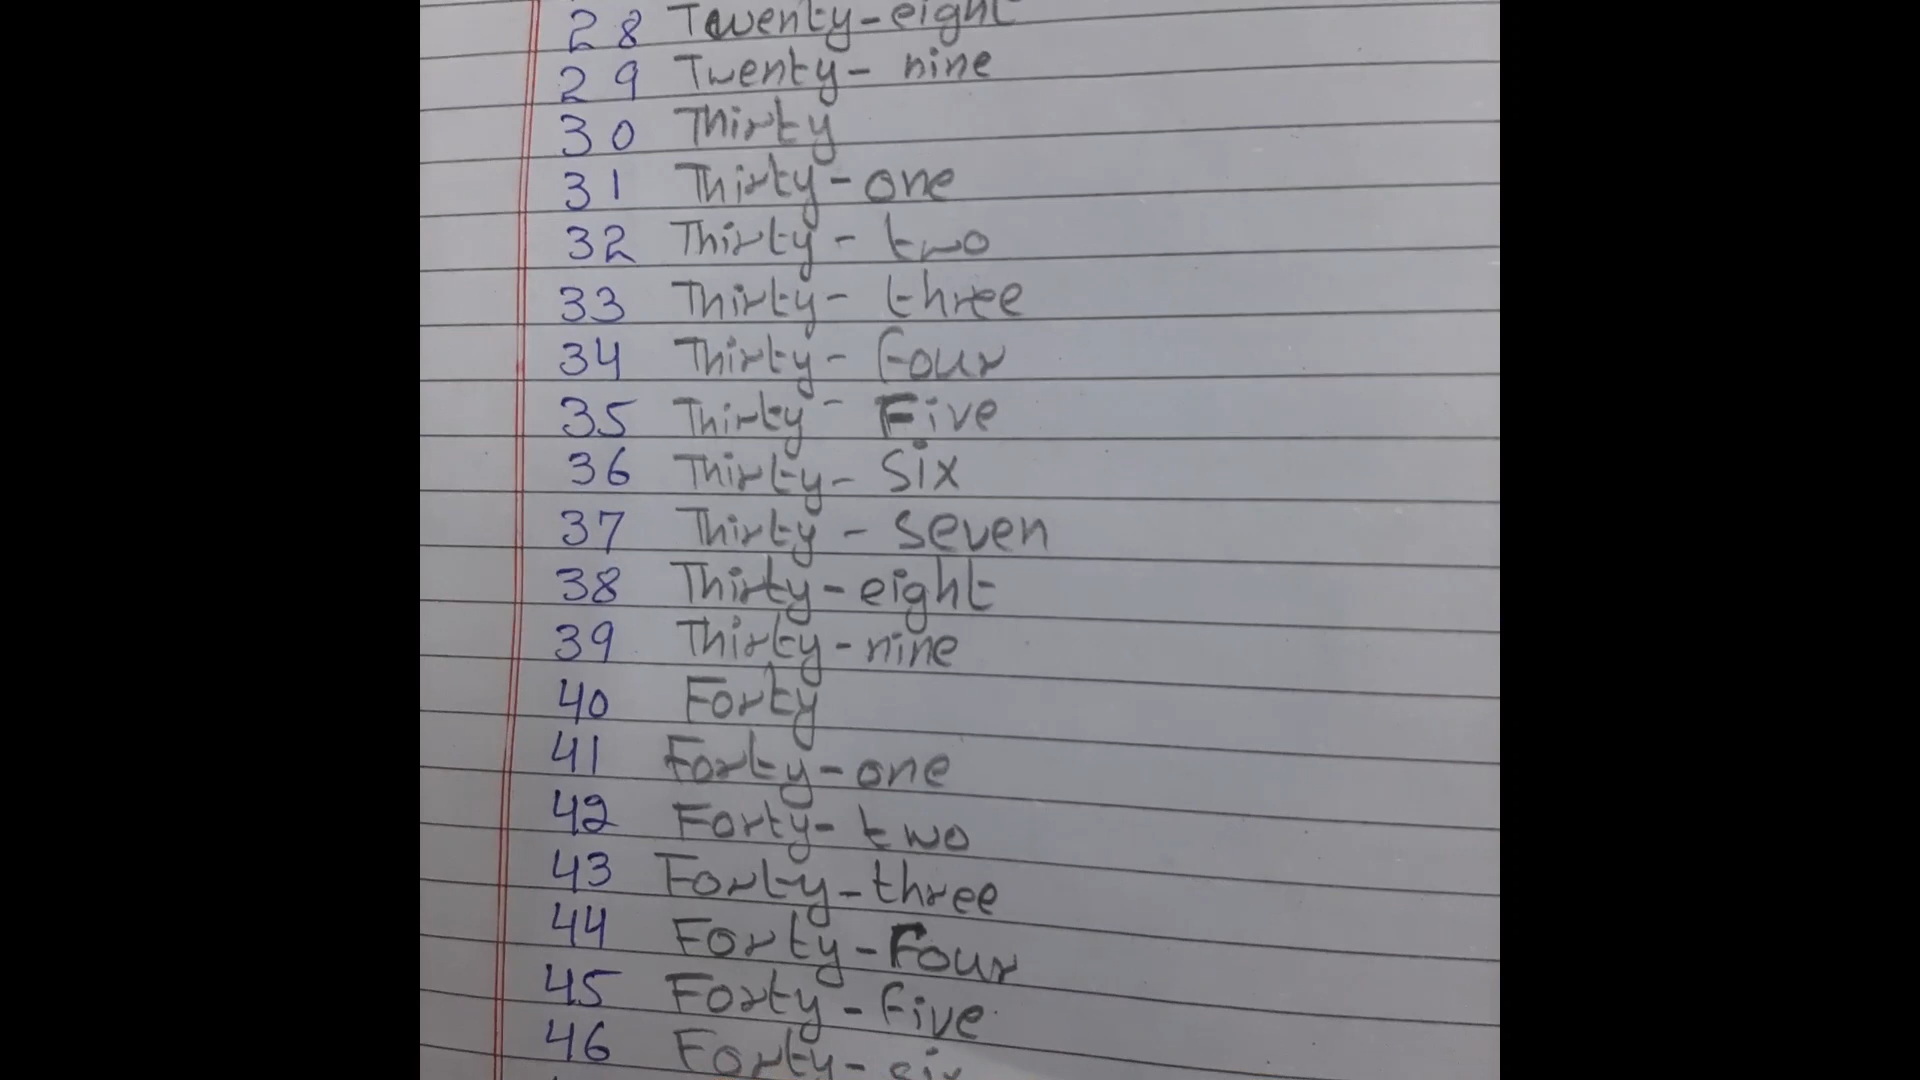 28 Twenty-eight
29 Twenty- nine
30 Thirty
31 Thirty-one
32 Thirty- two
33 Thirty- three
34 Thirty- four
35 Thirty- Five
36 Thirty- Six
37 Thirty - seven
38 Thirty-eight
39 Thirty-nine
40 Forty
41 Forty-one
42 Forty- two
43 Forty-three
44 Forty-Four
45 Forty - five
46 Forty- six